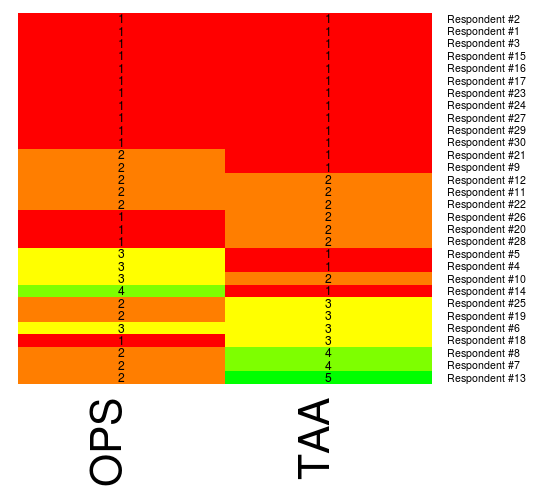 1 1 Respondent #2
1 1 Respondent #1
1 1 Respondent #3
1 1 Respondent #15
1 1 Respondent #16
1 1 Respondent #17
1 1 Respondent #23
1 1 Respondent #24
1 1 Respondent #27
1 1 Respondent #29
1 1 Respondent #30
2 1 Respondent #21
2 1 Respondent #9
2 2 Respondent #12
2 2 Respondent #11
2 2 Respondent #22
1 2 Respondent #26
1 2 Respondent #20
1 2 Respondent #28
3 1 Respondent #5
3 1 Respondent #4
3 2 Respondent #10
4 1 Respondent #14
2 3 Respondent #25
2 3 Respondent #19
3 3 Respondent #6
1 3 Respondent #18
2 4 Respondent #8
2 4 Respondent #7
2 5 Respondent #13
OPS
TAA